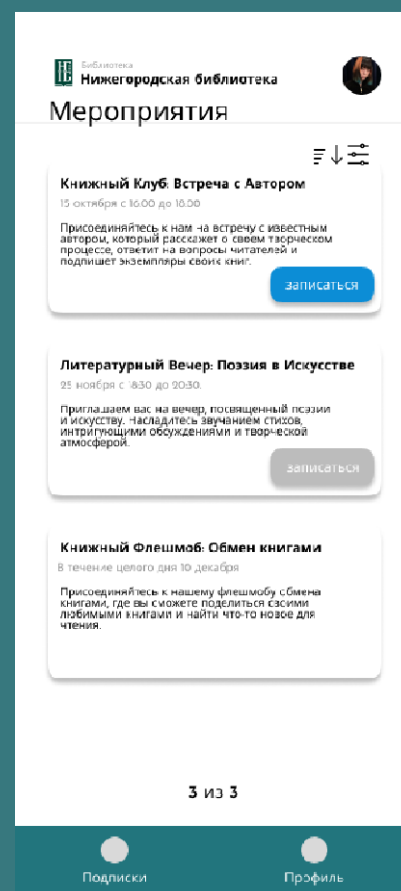 Библиотека
Нижегородская библиотека
Мероприятия
Книжный Клуб: Встреча с Автором
15 октября с 16:00 до 18:00
Присоединяйтесь к нам на встречу с известным
автором, который расскажет о своем творческом
процессе, ответит на вопросы читателей и
подпишет экземпляры своих книг.
записаться
Литературный Вечер: Поэзия в Искусстве
25 ноября с 18:30 до 20:30.
Приглашаем вас на вечер, посвященный поэзии
и искусству. Насладитесь звучанием стихов,
интригующими обсуждениями и творческой
атмосферой.
записаться
Книжный Флешмоб: Обмен книгами
В течение целого дня 10 декабря
Присоединяйтесь к нашему флешмобу обмена
книгами, где вы сможете поделиться своими
любимыми книгами и найти что-то новое для
чтения.
3 из 3
Подписки
Профиль